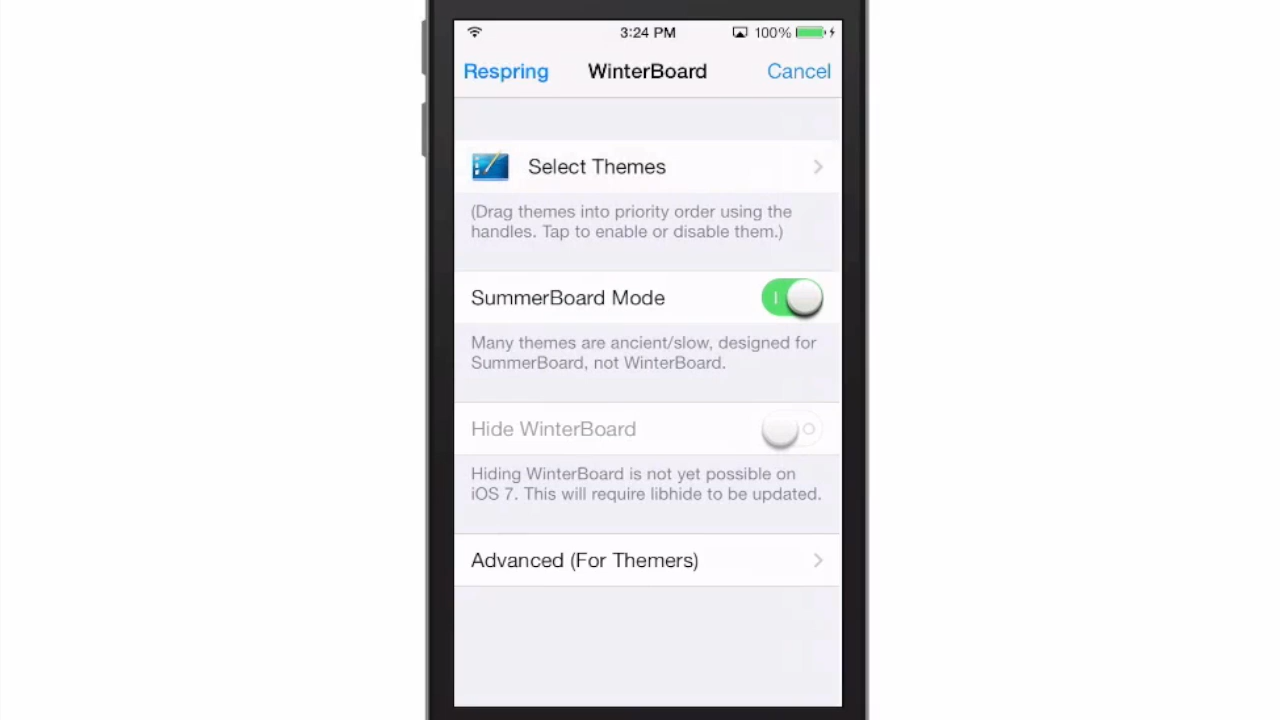 3:24 PM 100%
Respring WinterBoard Cancel
Select Themes
(Drag themes into priority order using the
handles. Tap to enable or disable them.)
SummerBoard Mode
Many themes are ancient/slow, designed for
SummerBoard, not WinterBoard.
Hide WinterBoard
Hiding WinterBoard is not yet possible on
iOS 7. This will require libhide to be updated.
Advanced (For Themers)